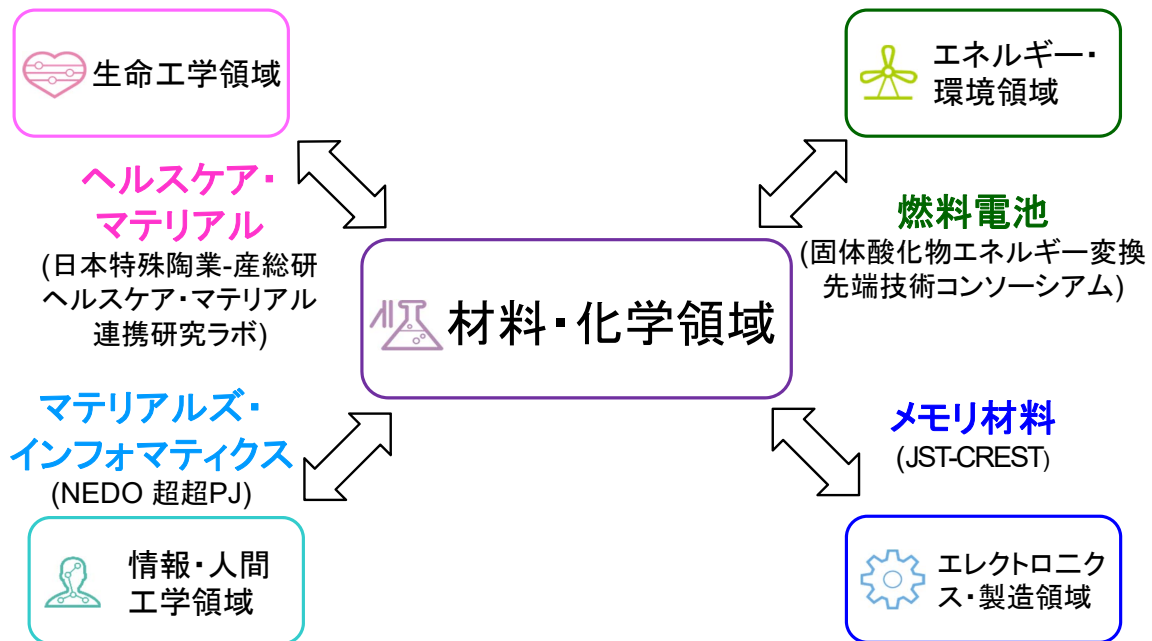 生命工学領域
エネルギー・
環境領域
ヘルスケア・
マテリアル
(日本特殊陶業-産総研
ヘルスケア・マテリアル
連携研究ラボ)
燃料電池
(固体酸化物エネルギー変換
先端技術コンソーシアム)
材料・化学領域
マテリアルズ・
インフォマティクス
(NEDO 超超PJ)
メモリ材料
(JST-CREST)
情報・人間
工学領域
エレクトロニク
ス・製造領域